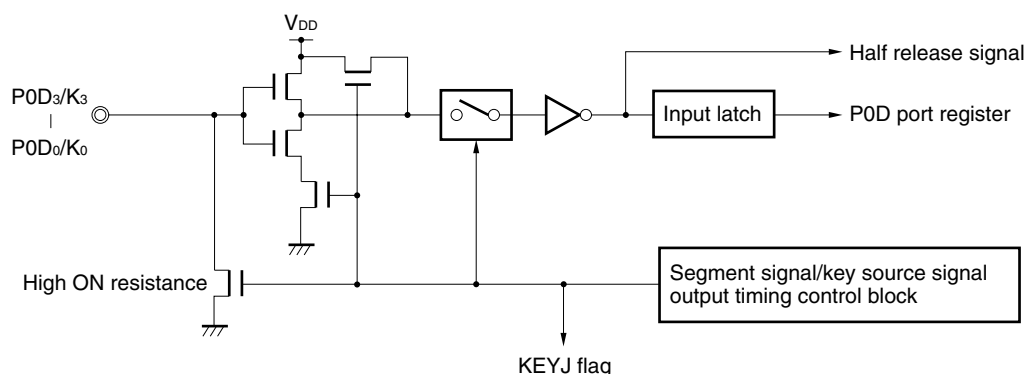 VDD
Half release signal
P0D3/K3
|
P0D0/K0
Input latch
P0D port register
High ON resistance
Segment signal/key source signal
output timing control block
KEYJ flag